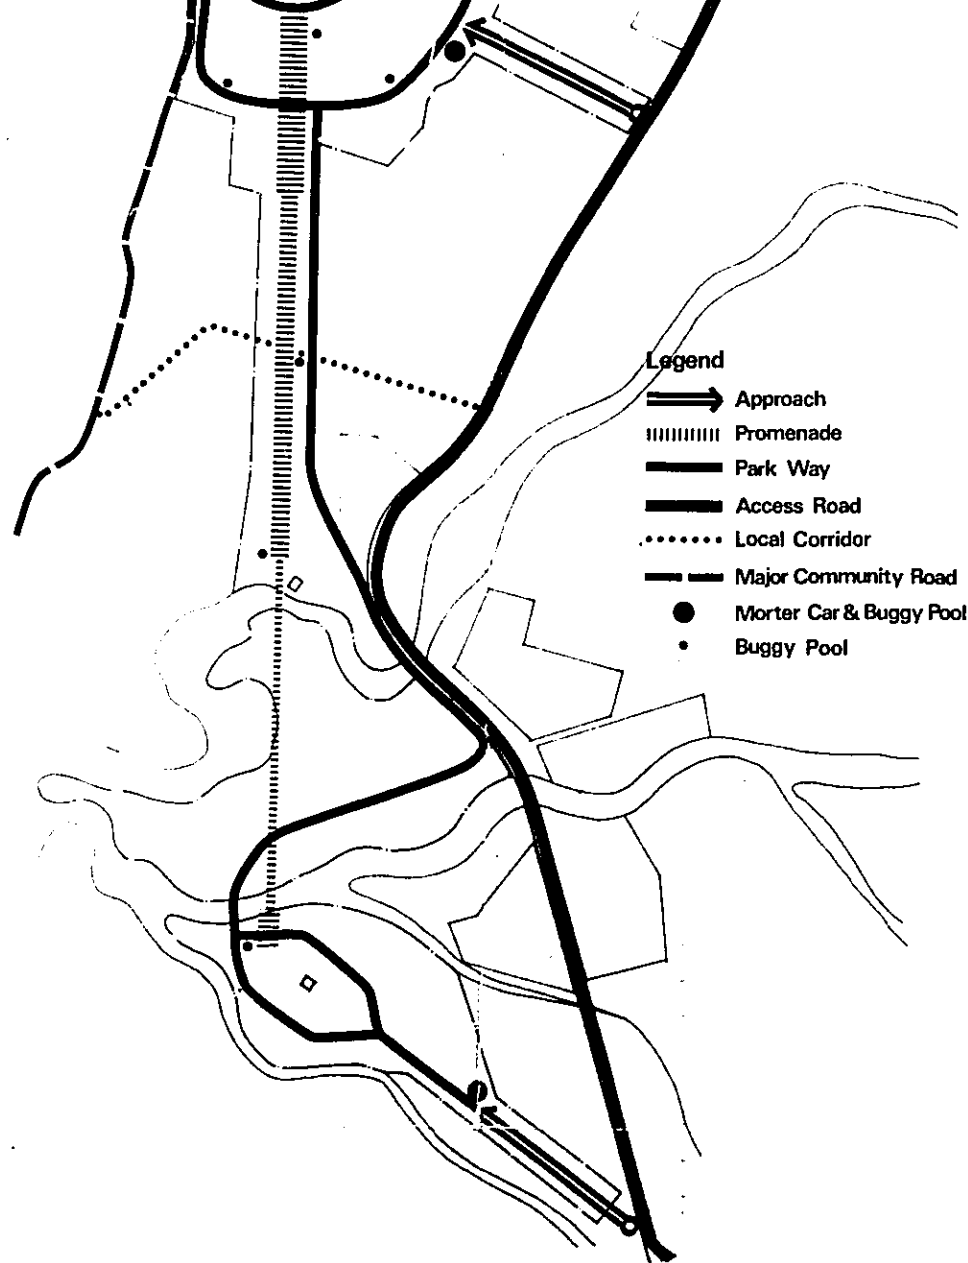 Legend
Approach
Promenade
Park Way
Access Road
Local Corridor
Major Community Road
Morter Car & Buggy Pool
Buggy Pool